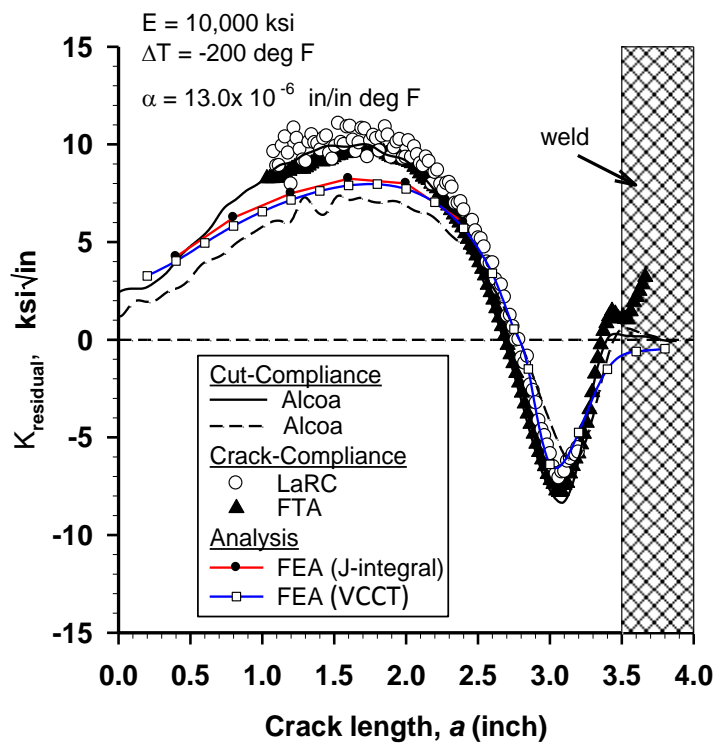 E = 10,000 ksi
ΔT = -200 deg F
α = 13.0x 10 -6 in/in deg F
weld
15
10
5
0
-5
-10
-15
K residual, ksi√in
Cut-Compliance
Alcoa
Alcoa
Crack-Compliance
LaRC
FTA
Analysis
FEA (J-integral)
FEA (VCCT)
0.0 0.5 1.0 1.5 2.0 2.5 3.0 3.5 4.0
Crack length, a (inch)